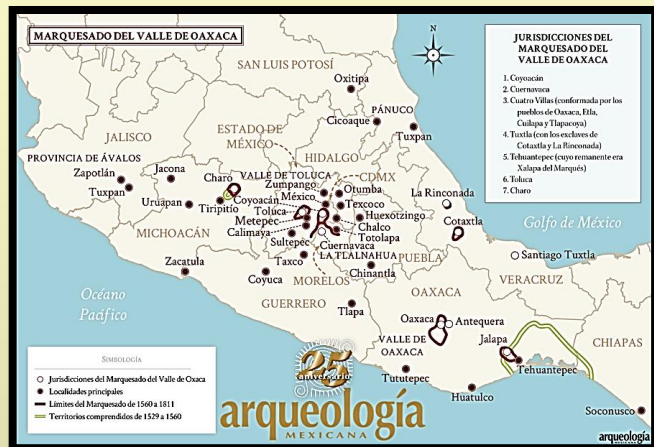 MARQUESADO DEL VALLE DE OAXACA
JURISDICCIONES DEL
MARQUESADO DEL
VALLE DE OAXACA
1. Coyoacán
2. Cuernavaca
3. Cuatro Villas (conformada por los
pueblos de Oaxaca, Etla,
Cuilapa y Tlapacoya)
4. Tuxtla (con los exclaves de
Cotaxtla y La Rinconada)
5. Tehuantepec (cuyo remanente era
Xalapa del Marqués)
6. Toluca
7. Charo
SAN LUIS POTOSÍ
Oxitipa
PÁNUCO
Cicoaque
Tuxpan
JALISCO
ESTADO DE
MÉXICO
HIDALGO
PROVINCIA DE ÁVALOS
Zapotlán
Tuxpan
Jacona
Charo
Uruapan
Tiripitío
VALLE DE TOLUCA
CDMX
Zumpango
Otumba
Coyoacán
México
Texcoco
Toluca
Huexotzingo
Metepec
Chalco
Calimaya
Totolapa
La Rinconada
Cotaxtla
Golfo de México
MICHOACÁN
Sultepec
Cuernavaca
LA TLALNAHUA
PUEBLA
Santiago Tuxtla
Taxco
Zacatula
Coyuca
MORELOS
Chinantla
VERACRUZ
OAXACA
Océano
Pacífico
GUERRERO
Tlapa
Oaxaca
Antequera
CHIAPAS
VALLE DE
OAXACA
Jalapa
Tehuantepec
Tututepec
Huatulco
Soconusco
SIMBOLOGÍA
Jurisdicciones del Marquesado del Valle de Oaxaca
Localidades principales
Límites del Marquesado de 1560 a 1811
Territorios comprendidos de 1529 a 1560
25
aniversario
arqueología
MEXICANA
arqueología
MEXICANA